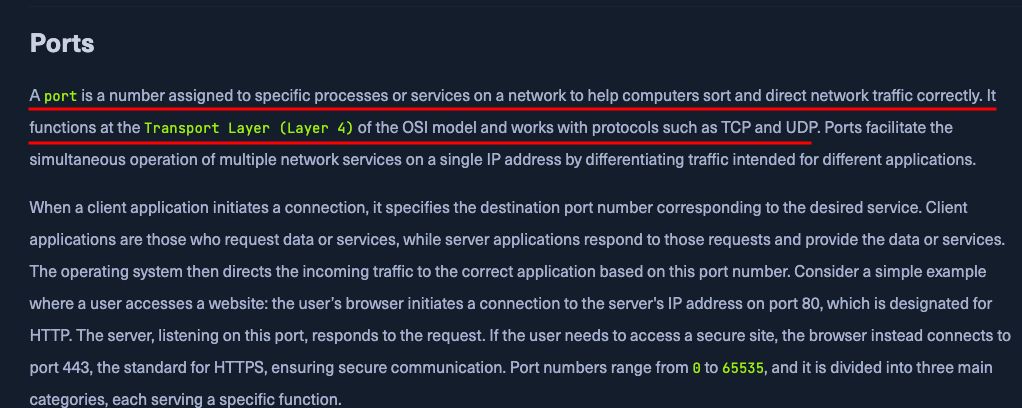 Ports
A port is a number assigned to specific processes or services on a network to help computers sort and direct network traffic correctly. It
functions at the Transport Layer (Layer 4) of the OSI model and works with protocols such as TCP and UDP. Ports facilitate the
simultaneous operation of multiple network services on a single IP address by differentiating traffic intended for different applications.
When a client application initiates a connection, it specifies the destination port number corresponding to the desired service. Client
applications are those who request data or services, while server applications respond to those requests and provide the data or services.
The operating system then directs the incoming traffic to the correct application based on this port number. Consider a simple example
where a user accesses a website: the user's browser initiates a connection to the server's IP address on port 80, which is designated for
HTTP. The server, listening on this port, responds to the request. If the user needs to access a secure site, the browser instead connects to
port 443, the standard for HTTPS, ensuring secure communication. Port numbers range from 0 to 65535, and it is divided into three main
categories, each serving a specific function.